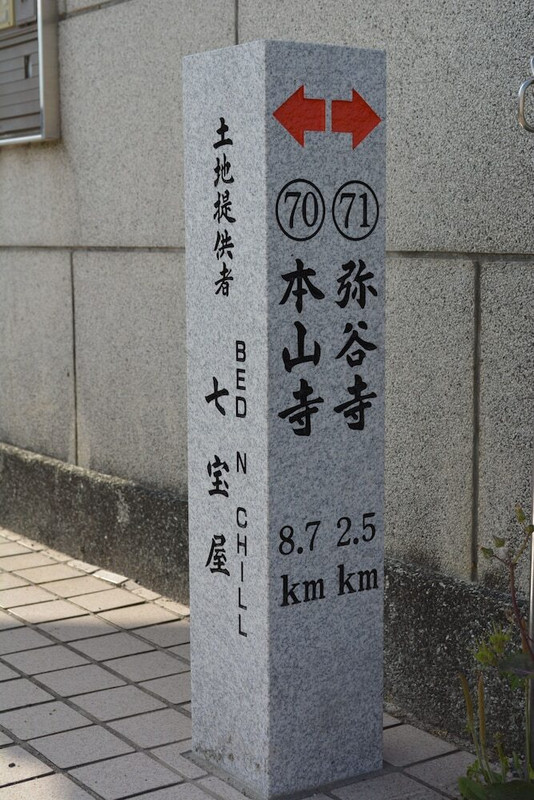 土地提供者
BED N CHILL
七宝屋
71 弥谷寺 2.5 km
70 本山寺 8.7 km